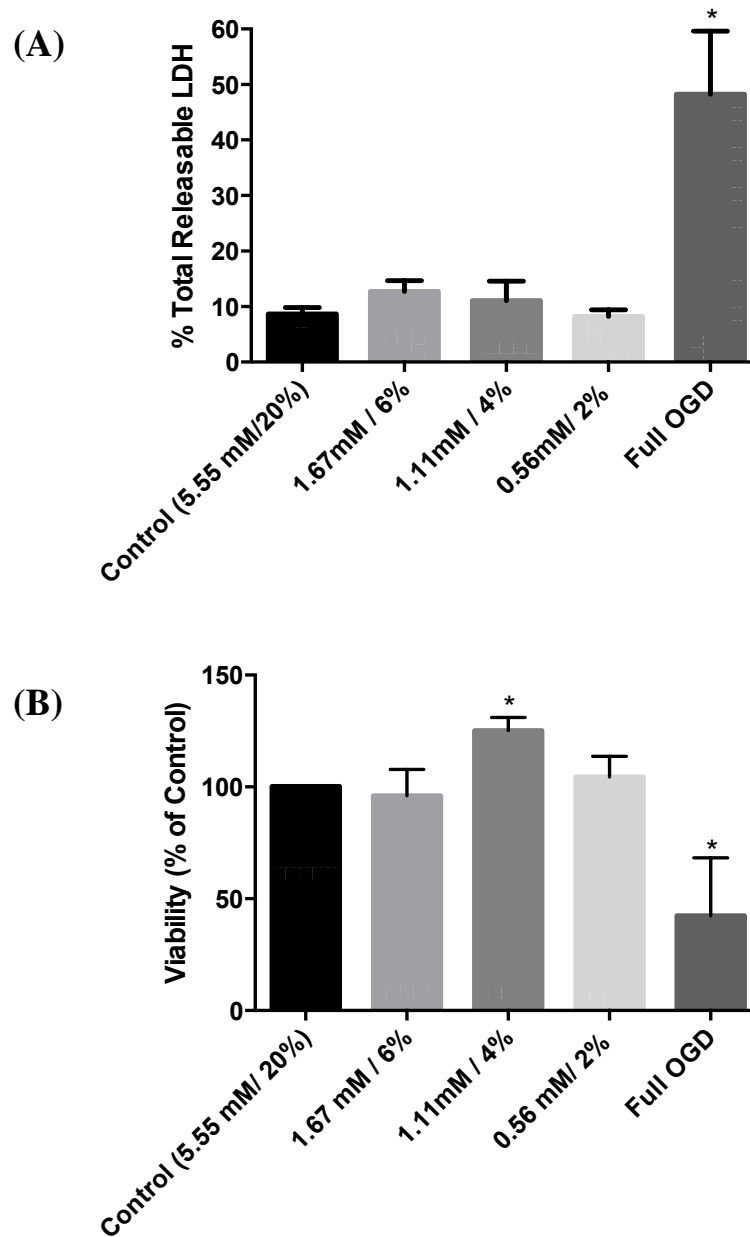 (A)
% Total Releasable LDH
60
50
40
30
20
10
0
*
Control (5.55 mM/20%)
1.67mM / 6%
1.11mM / 4%
0.56mM/ 2%
Full OGD
(B)
Viability (% of Control)
150
100
50
0
*
*
Control (5.55 mM/ 20%)
1.67 mM / 6%
1.11mM / 4%
0.56 mM/ 2%
Full OGD